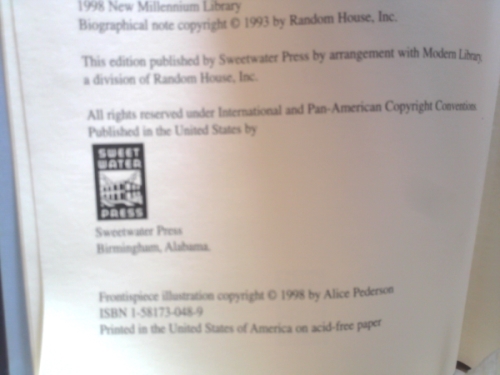 1998 New Millennium Library
Biographical note copyright © 1993 by Random House, Inc.
This edition published by Sweetwater Press by arrangement with Modern Library,
a division of Random House, Inc.
All rights reserved under International and Pan-American Copyright Convention.
Published in the United States by
SWEET
WATER
PRESS
Sweetwater Press
Birmingham, Alabama.
Frontispiece illustration copyright © 1998 by Alice Pederson
ISBN 1-58173-048-9
Printed in the United States of America on acid-free paper